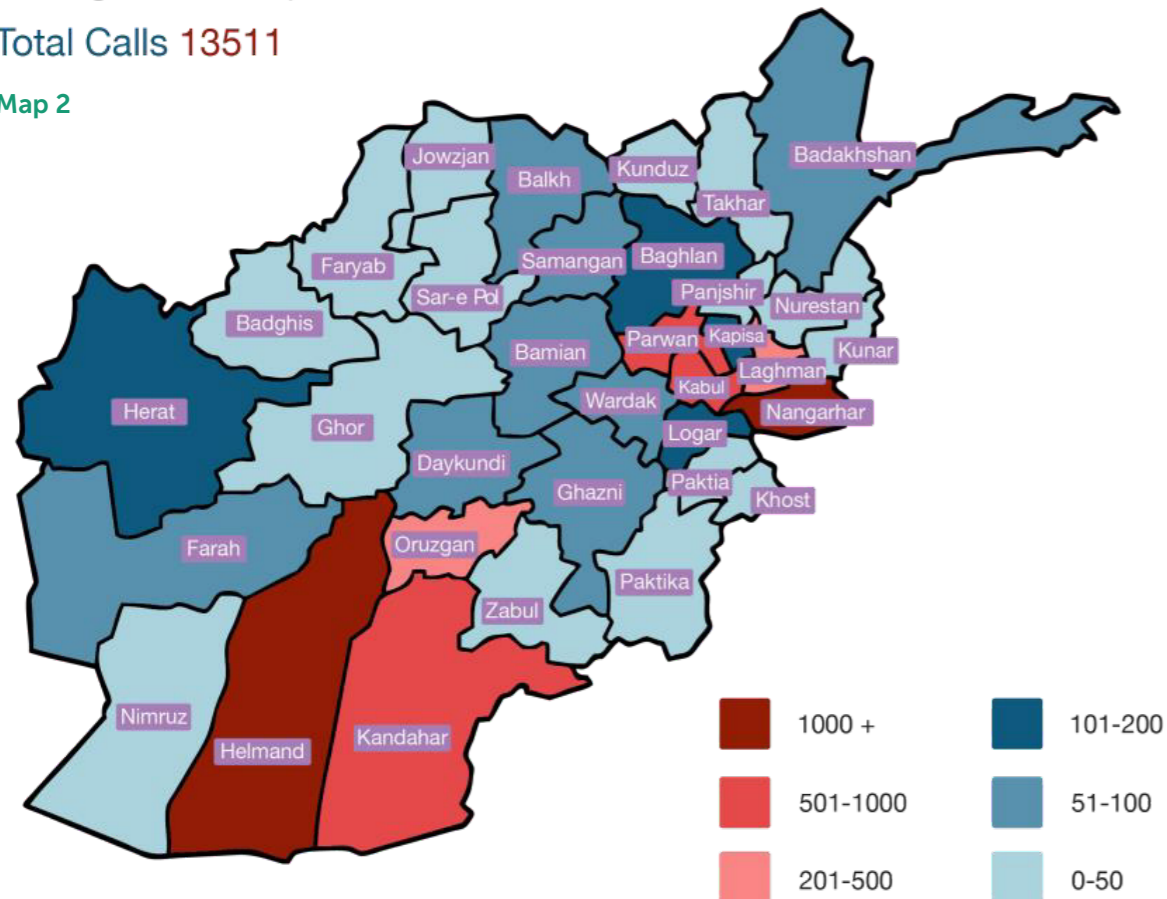 Total Calls 13511
Map 2
Jowzjan
Balkh
Kunduz
Badakhshan
Takhar
Faryab
Samangan
Baghlan
Sar-e Pol
Panjshir
Nurestan
Badghis
Bamian
Parwan
Kapisa
Kunar
Laghman
Kabul
Herat
Ghor
Wardak
Nangarhar
Logar
Daykundi
Ghazni
Paktia
Khost
Farah
Oruzgan
Paktika
Zabul
Nimruz
Helmand
Kandahar
1000 +
101-200
501-1000
51-100
201-500
0-50